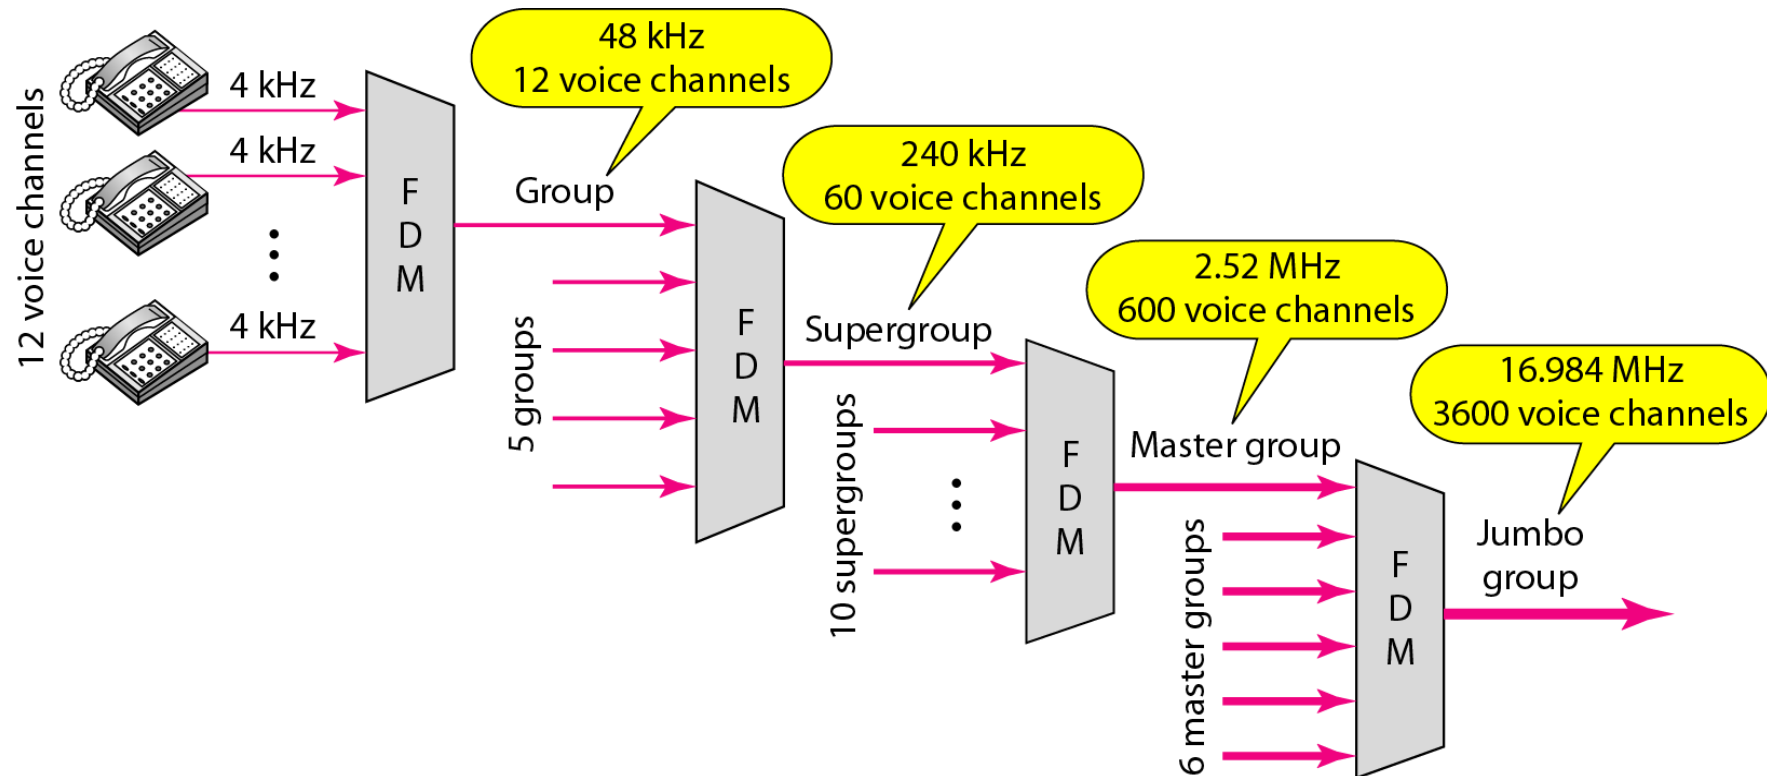 12 voice channels
4 kHz
4 kHz
4 kHz
F
D
M
48 kHz
12 voice channels
Group
5 groups
F
D
M
240 kHz
60 voice channels
Supergroup
10 supergroups
F
D
M
2.52 MHz
600 voice channels
Master group
6 master groups
F
D
M
16.984 MHz
3600 voice channels
Jumbo
group